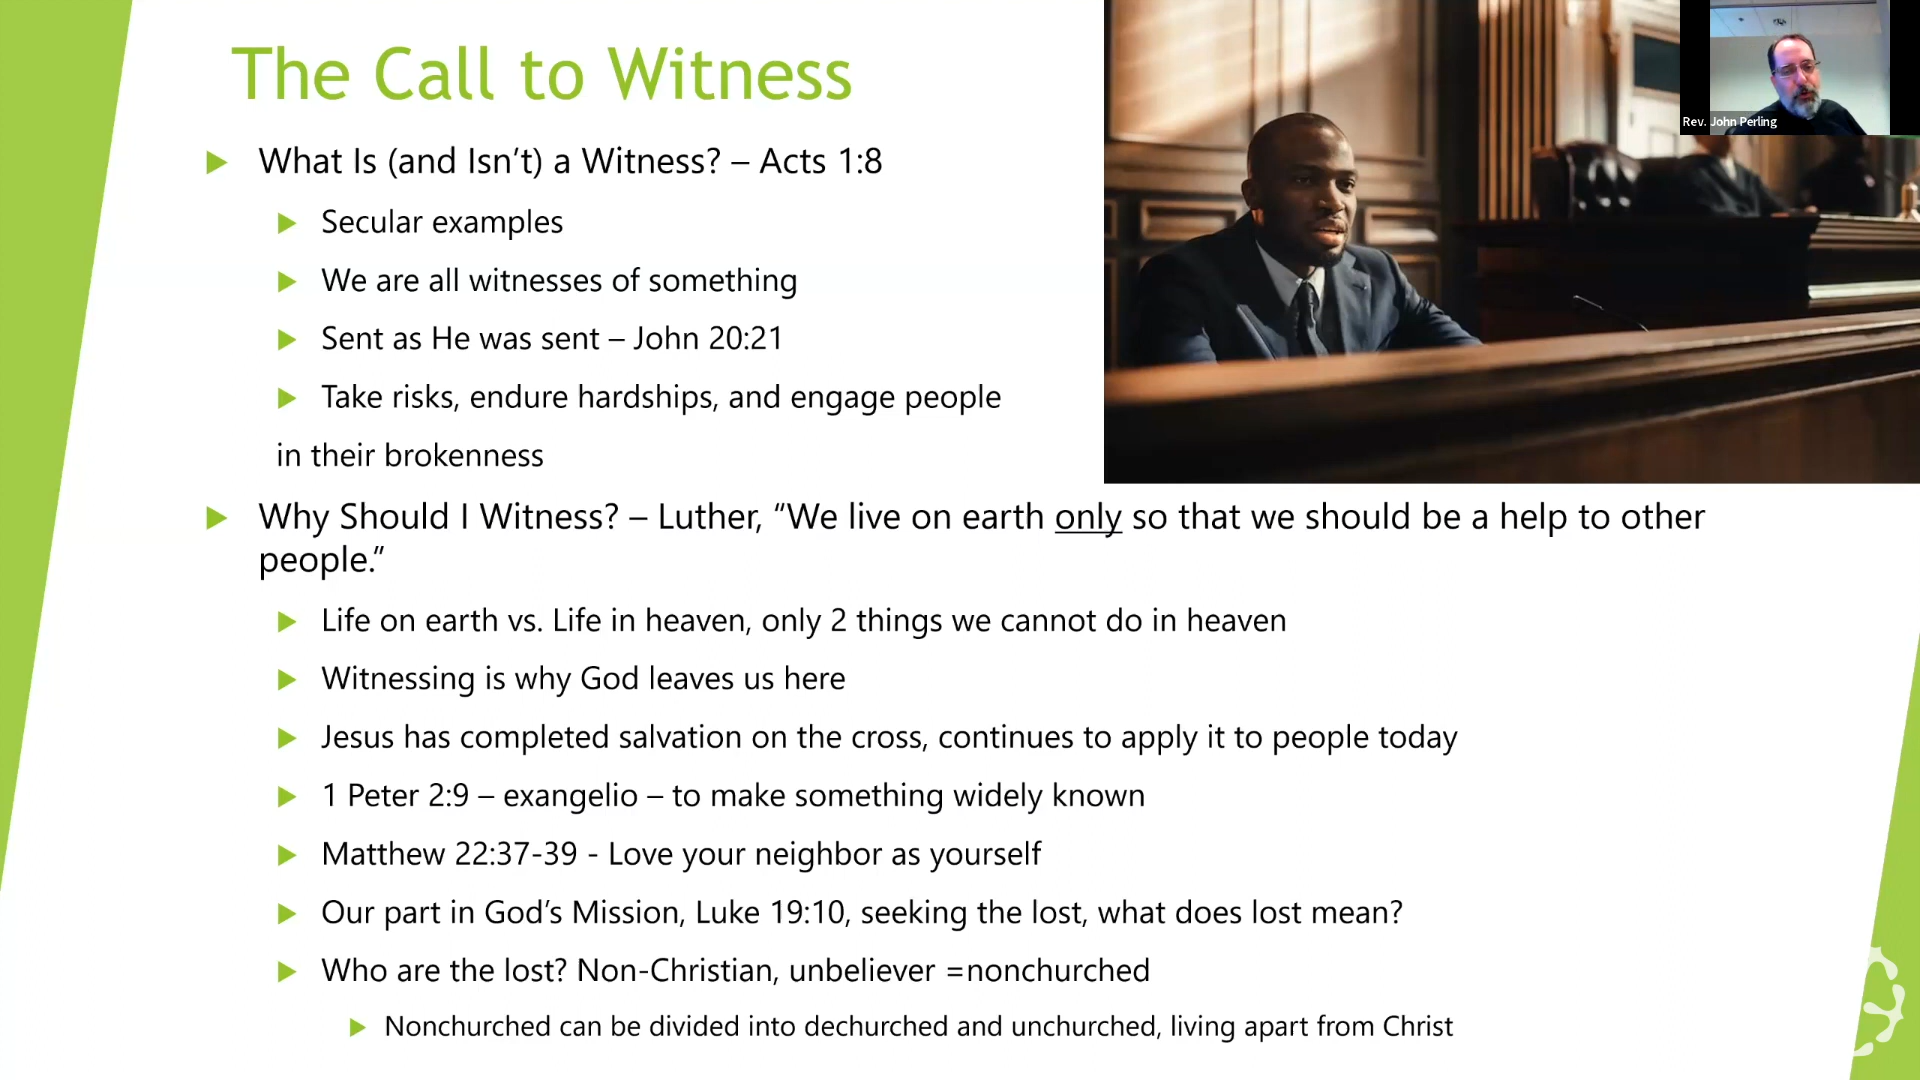 The Call to Witness
What Is (and Isn’t) a Witness? – Acts 1:8
Secular examples
We are all witnesses of something
Sent as He was sent – John 20:21
Take risks, endure hardships, and engage people
in their brokenness
Why Should I Witness? – Luther, “We live on earth only so that we should be a help to other
people.”
Life on earth vs. Life in heaven, only 2 things we cannot do in heaven
Witnessing is why God leaves us here
Jesus has completed salvation on the cross, continues to apply it to people today
1 Peter 2:9 – exangelio – to make something widely known
Matthew 22:37-39 - Love your neighbor as yourself
Our part in God’s Mission, Luke 19:10, seeking the lost, what does lost mean?
Who are the lost? Non-Christian, unbeliever =nonchurched
Nonchurched can be divided into dechurched and unchurched, living apart from Christ
Rev. John Perling